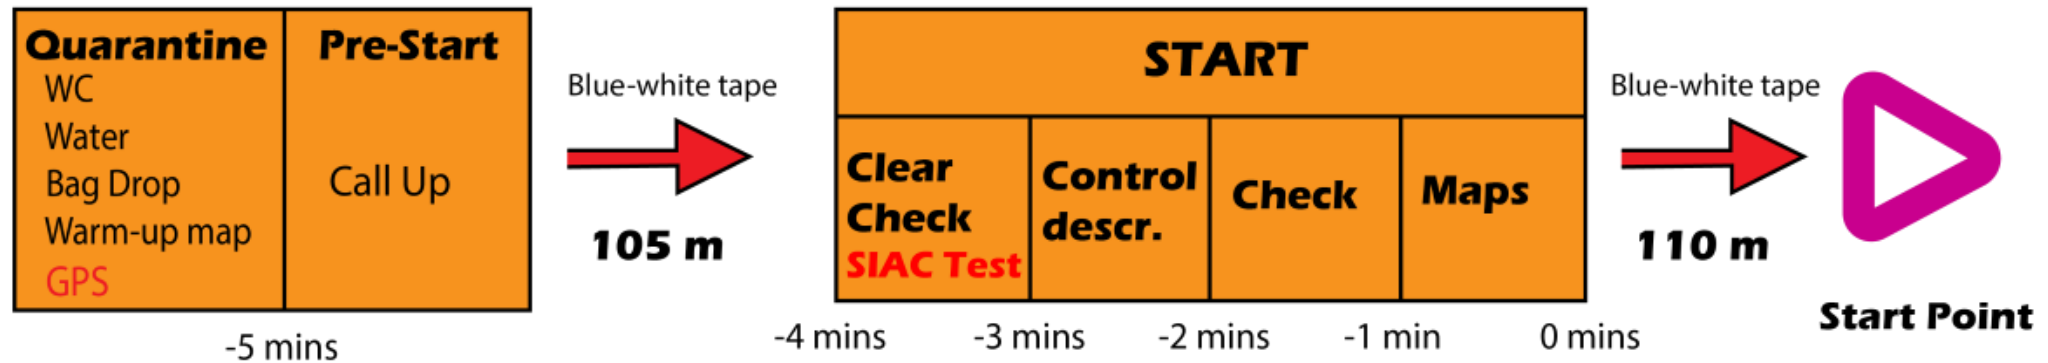 Quarantine
WC
Water
Bag Drop
Warm-up map
GPS
Pre-Start
Call Up
-5 mins
Blue-white tape
105 m
START
Clear
Check
SIAC Test
Control
descr.
Check
Maps
-4 mins
-3 mins
-2 mins
-1 min
0 mins
Blue-white tape
110 m
Start Point